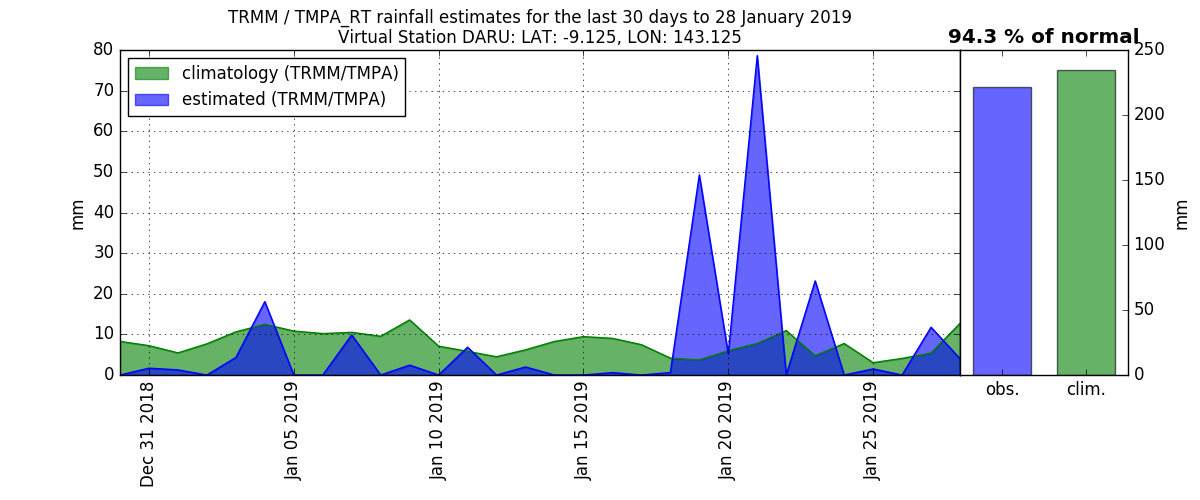 TRMM / TMPA_RT rainfall estimates for the last 30 days to 28 January 2019
Virtual Station DARU: LAT: -9.125, LON: 143.125
94.3 % of normal
climatology (TRMM/TMPA)
estimated (TRMM/TMPA)
mm
80
70
60
50
40
30
20
10
0
Dec 31 2018
Jan 05 2019
Jan 10 2019
Jan 15 2019
Jan 20 2019
Jan 25 2019
obs.
clim.
250
200
150
100
50
0
mm